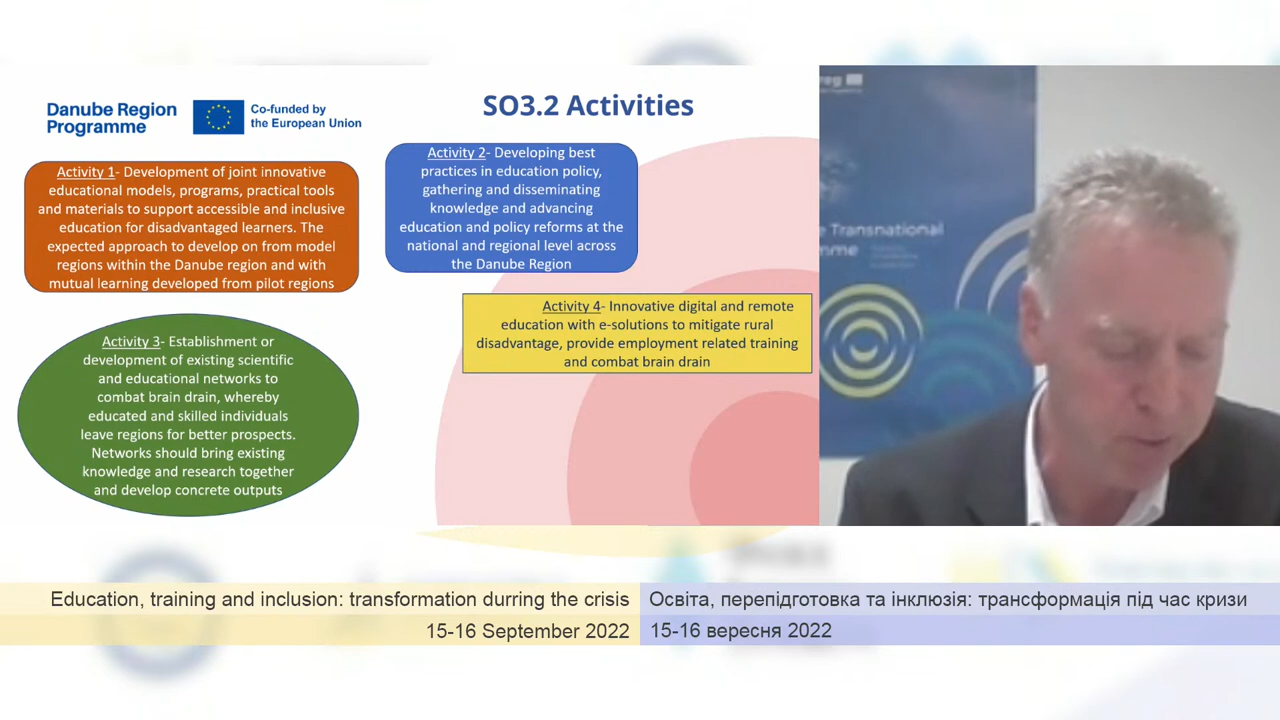 Danube Region
Programme
Co-funded by
the European Union
SO3.2 Activities
Activity 1- Development of joint innovative
educational models, programs, practical tools
and materials to support accessible and inclusive
education for disadvantaged learners. The
expected approach to develop on from model
regions within the Danube region and with
mutual learning developed from pilot regions
Activity 2- Developing best
practices in education policy,
gathering and disseminating
knowledge and advancing
education and policy reforms at the
national and regional level across
the Danube Region
Activity 3- Establishment or
development of existing scientific
and educational networks to
combat brain drain, whereby
educated and skilled individuals
leave regions for better prospects.
Networks should bring existing
knowledge and research together
and develop concrete outputs
Activity 4- Innovative digital and remote
education with e-solutions to mitigate rural
disadvantage, provide employment related training
and combat brain drain
Transnational
Education, training and inclusion: transformation durring the crisis
15-16 September 2022
Освіта, перепідготовка та інклюзія: трансформація під час кризи
15-16 вересня 2022